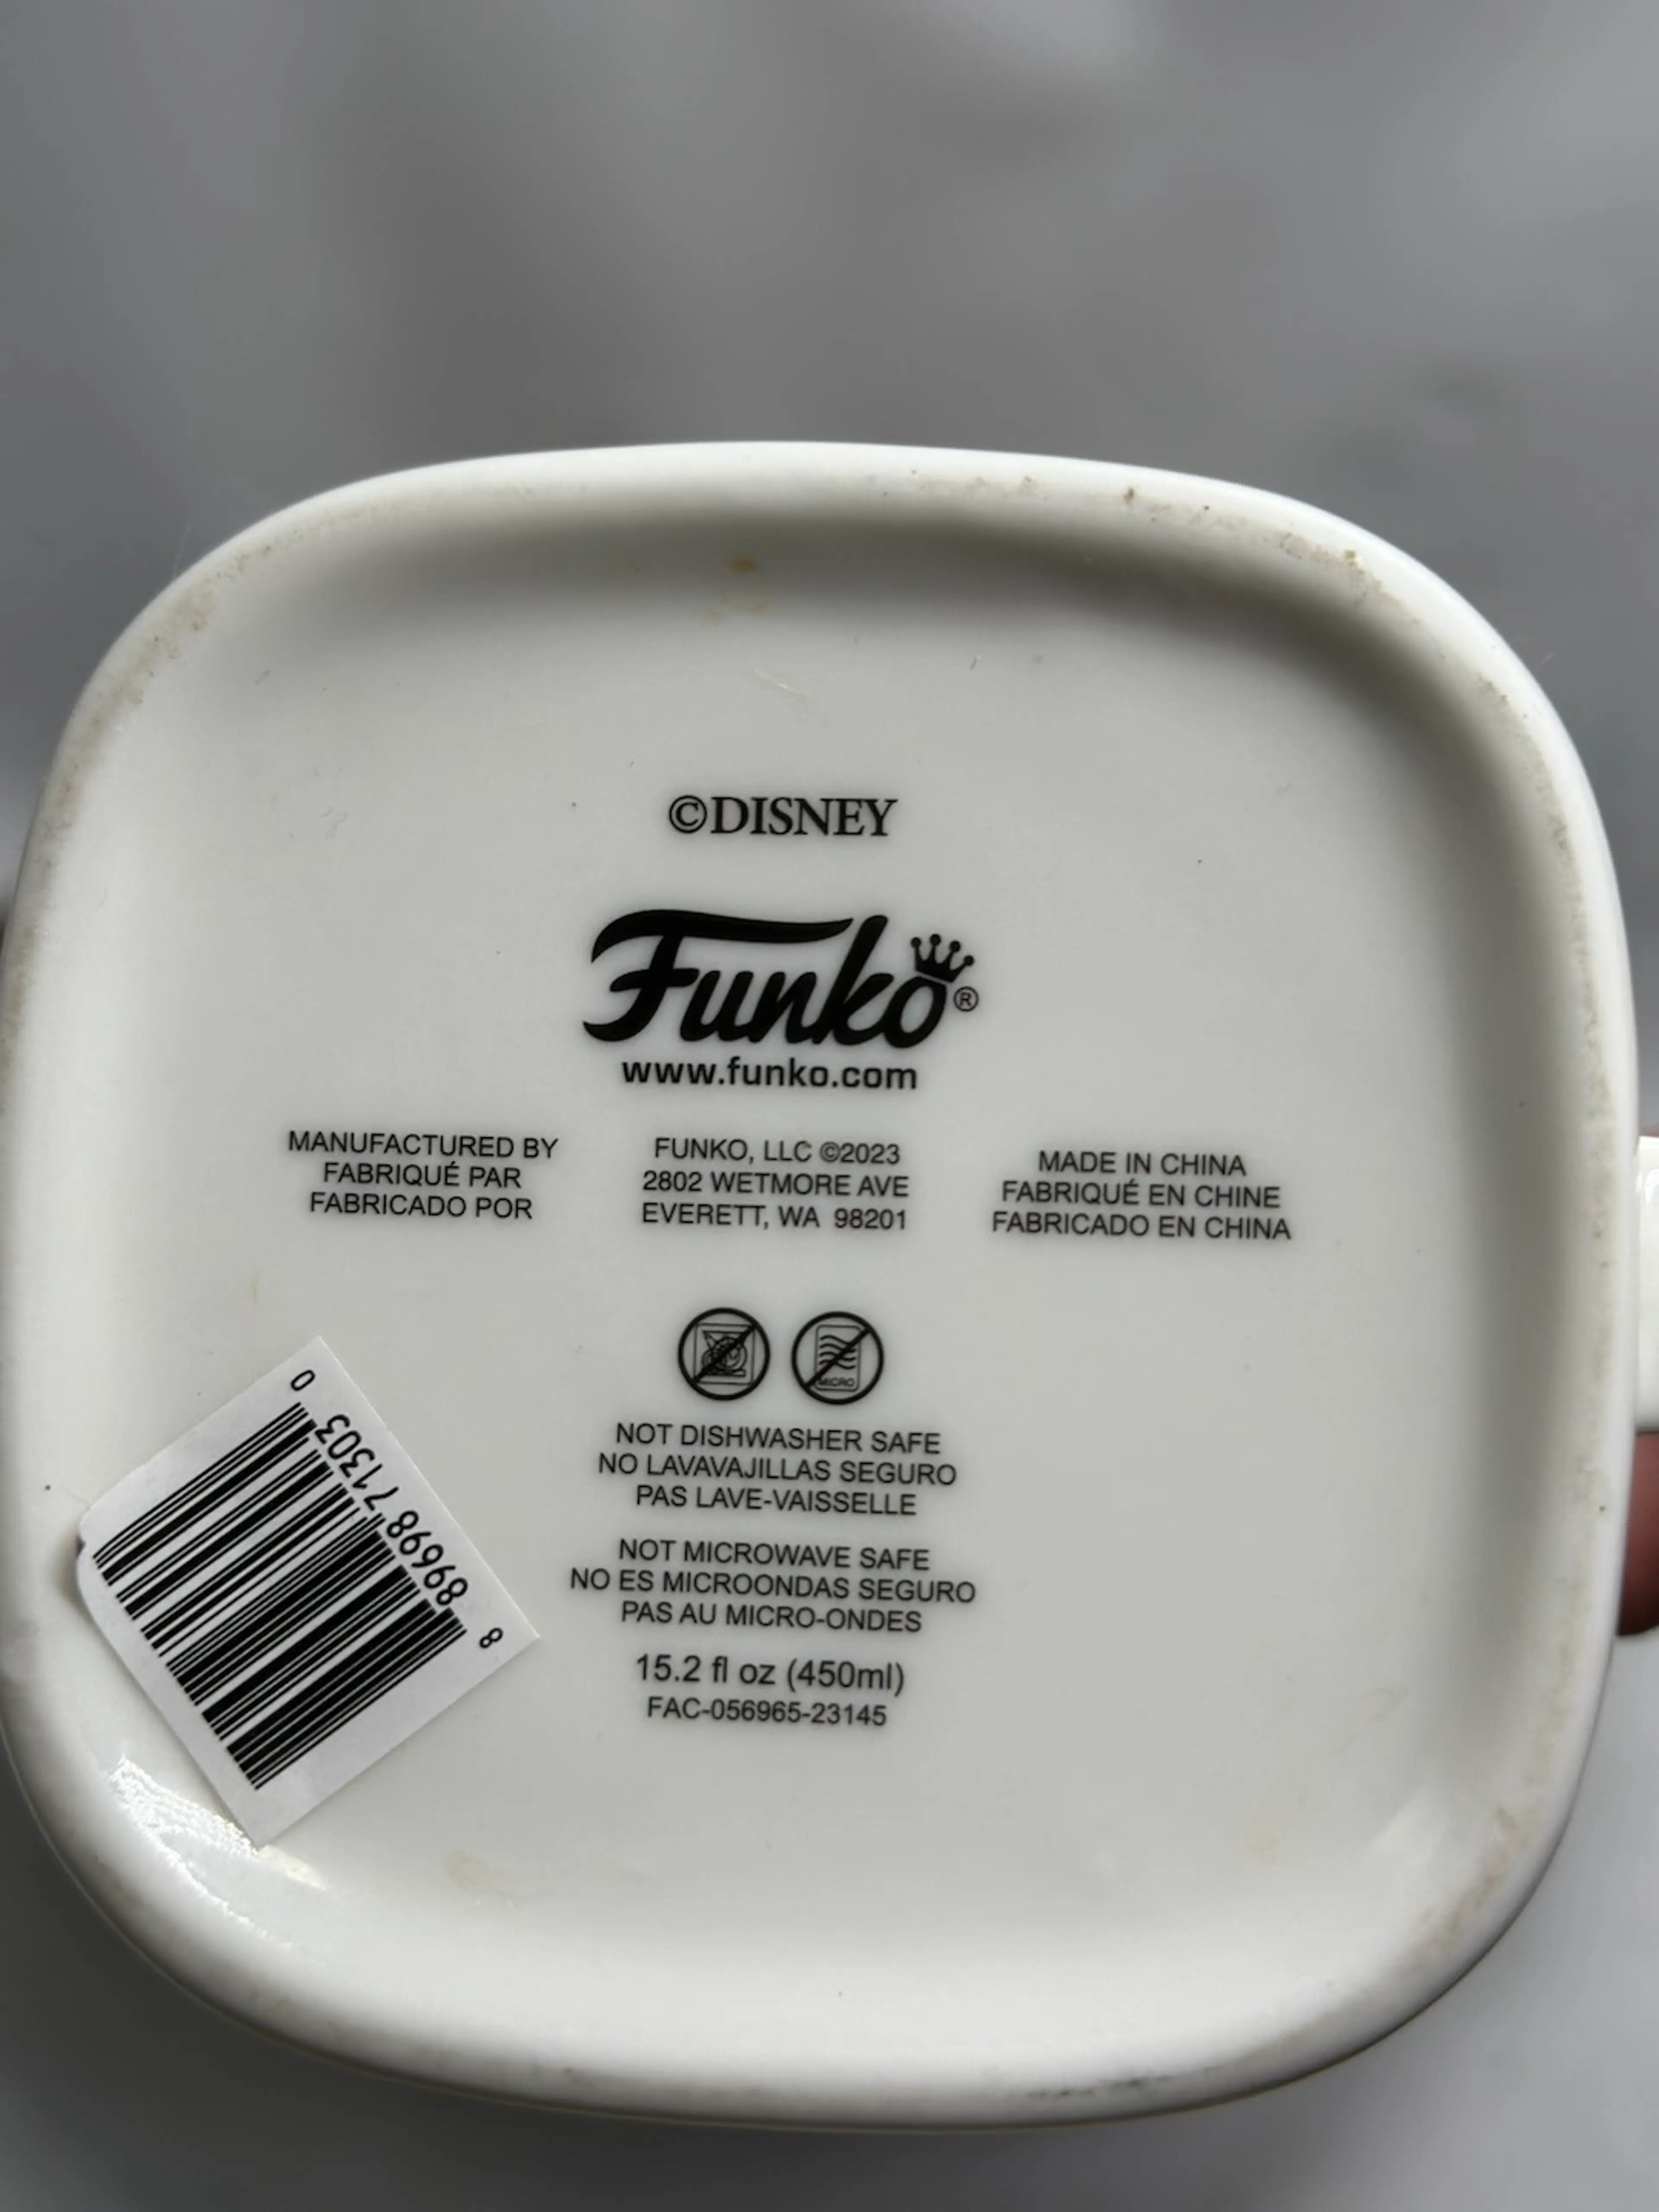 ©DISNEY
Funko®
www.funko.com
MANUFACTURED BY
FABRIQUÉ PAR
FABRICADO POR
FUNKO, LLC ©2023
2802 WETMORE AVE
EVERETT, WA 98201
MADE IN CHINA
FABRIQUÉ EN CHINE
FABRICADO EN CHINA
MICRO
NOT DISHWASHER SAFE
NO LAVAVAJILLAS SEGURO
PAS LAVE-VAISSELLE
NOT MICROWAVE SAFE
NO ES MICROONDAS SEGURO
PAS AU MICRO-ONDES
15.2 fl oz (450ml)
FAC-056965-23145
8 89698 71303 0